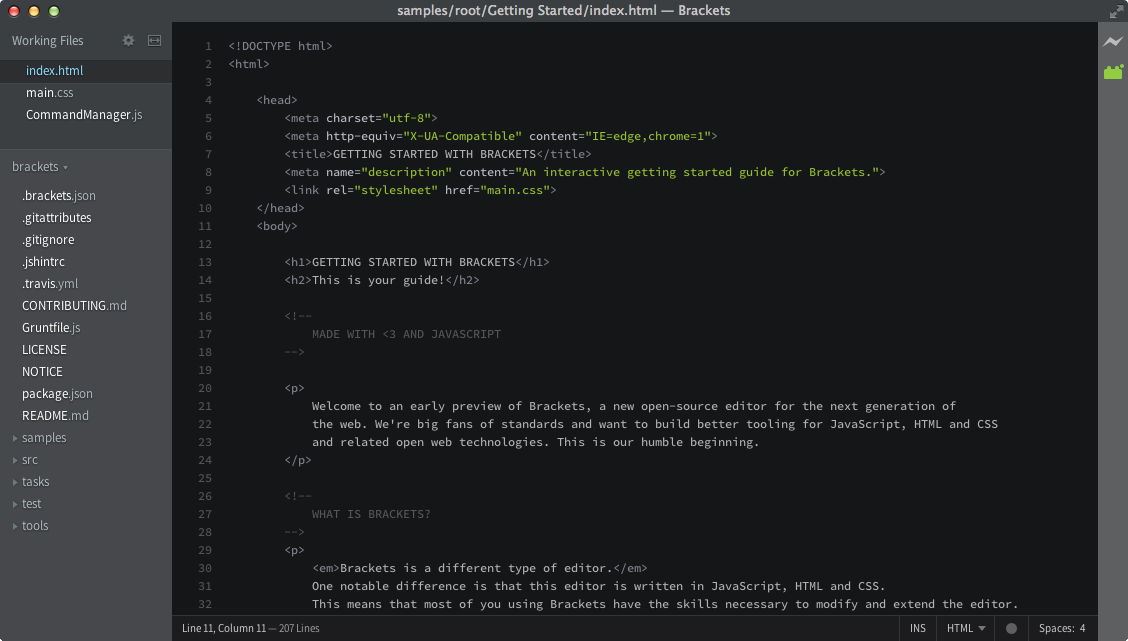 samples/root/Getting Started/index.html — Brackets
Working Files
index.html
main.css
CommandManager.js
brackets
.brackets.json
.gitattributes
.gitignore
.jshintrc
.travis.yml
CONTRIBUTING.md
Gruntfile.js
LICENSE
NOTICE
package.json
README.md
samples
src
tasks
test
tools
1 <!DOCTYPE html>
2 <html>
3
4 <head>
5 <meta charset="utf-8">
6 <meta http-equiv="X-UA-Compatible" content="IE=edge,chrome=1">
7 <title>GETTING STARTED WITH BRACKETS</title>
8 <meta name="description" content="An interactive getting started guide for Brackets.">
9 <link rel="stylesheet" href="main.css">
10 </head>
11 <body>
12
13 <h1>GETTING STARTED WITH BRACKETS</h1>
14 <h2>This is your guide!</h2>
15
16 <!--
17 MADE WITH <3 AND JAVASCRIPT
18 -->
19
20 <p>
21 Welcome to an early preview of Brackets, a new open-source editor for the next generation of
22 the web. We're big fans of standards and want to build better tooling for JavaScript, HTML and CSS
23 and related open web technologies. This is our humble beginning.
24 </p>
25
26 <!--
27 WHAT IS BRACKETS?
28 -->
29 <p>
30 <em>Brackets is a different type of editor.</em>
31 One notable difference is that this editor is written in JavaScript, HTML and CSS.
32 This means that most of you using Brackets have the skills necessary to modify and extend the editor.
Line 11, Column 11 — 207 Lines
INS
HTML
Spaces: 4